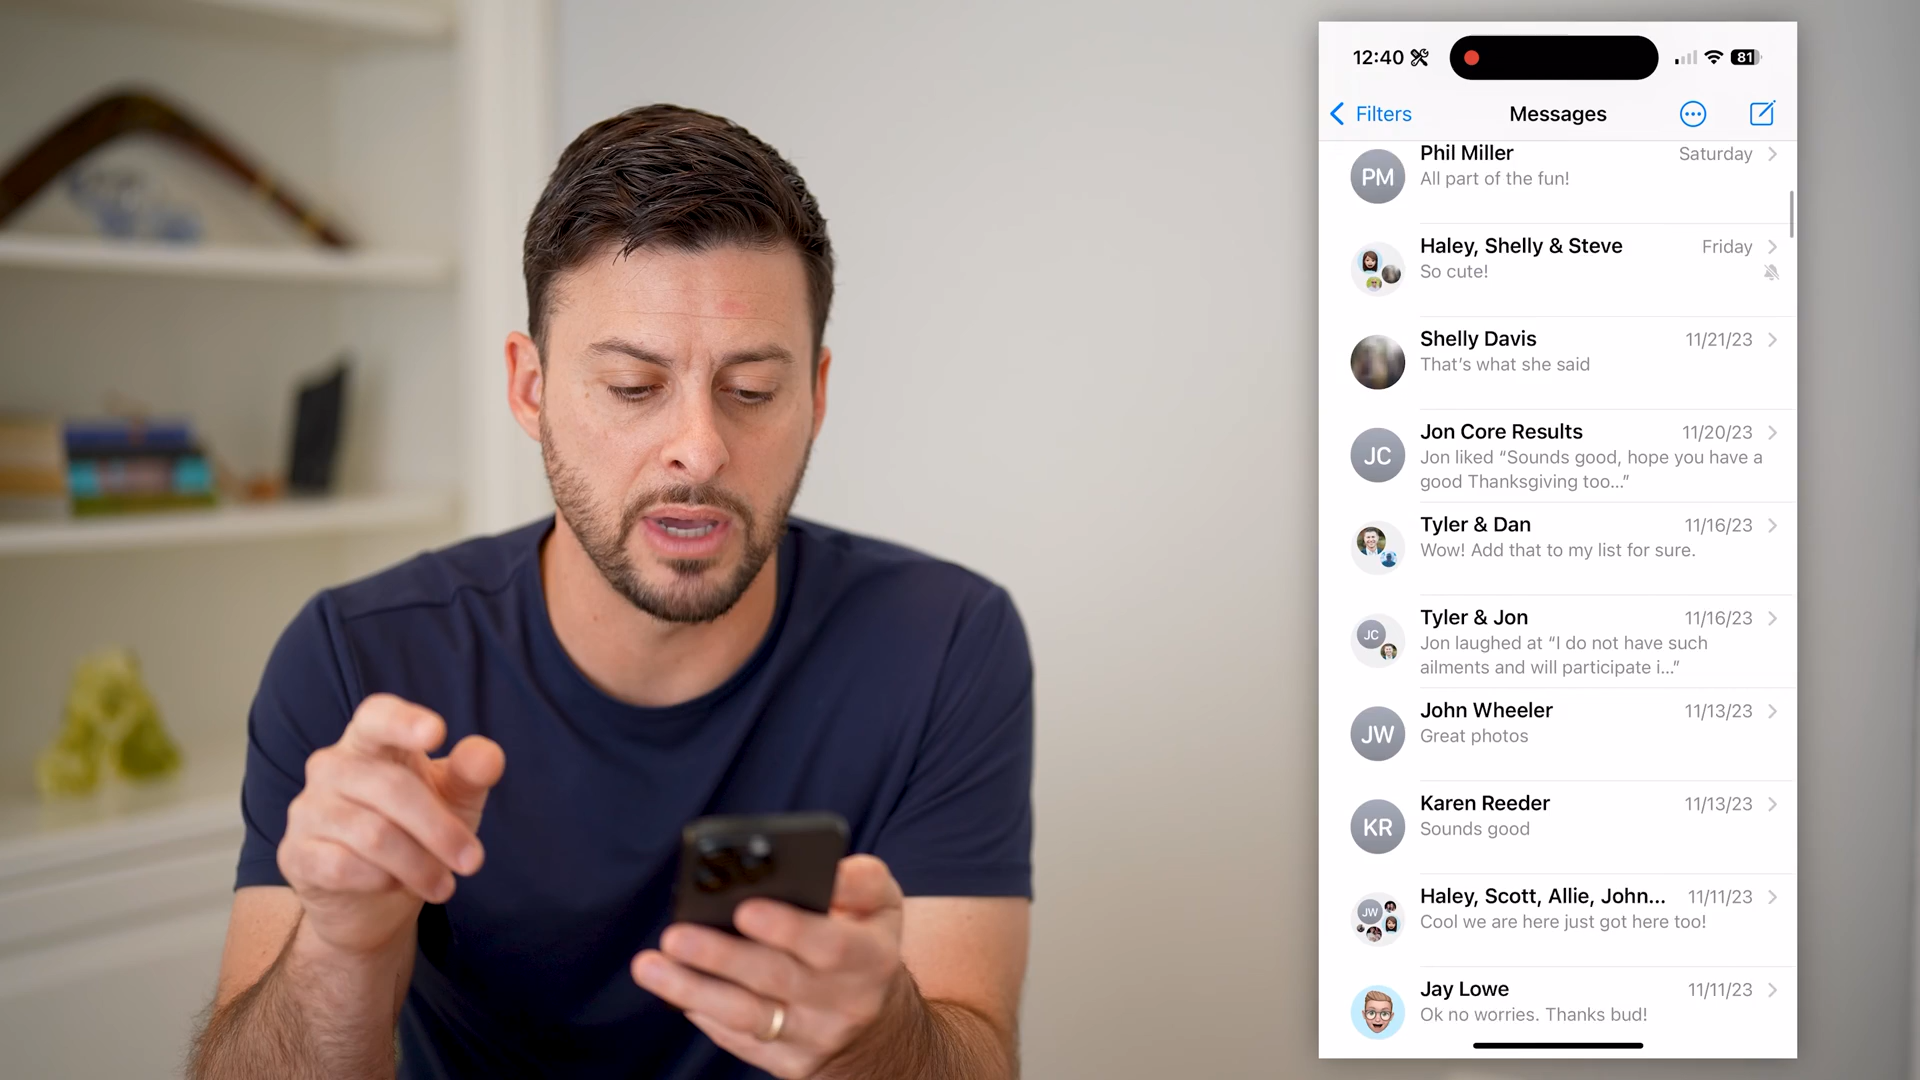 12:40
81
Filters
Messages
PM
Phil Miller
Saturday
All part of the fun!
Haley, Shelly & Steve
Friday
So cute!
Shelly Davis
11/21/23
That's what she said
JC
Jon Core Results
11/20/23
Jon liked “Sounds good, hope you have a
good Thanksgiving too...”
Tyler & Dan
11/16/23
Wow! Add that to my list for sure.
JC
Tyler & Jon
11/16/23
Jon laughed at “I do not have such
ailments and will participate i...”
JW
John Wheeler
11/13/23
Great photos
KR
Karen Reeder
11/13/23
Sounds good
JW
Haley, Scott, Allie, John...
11/11/23
Cool we are here just got here too!
Jay Lowe
11/11/23
Ok no worries. Thanks bud!